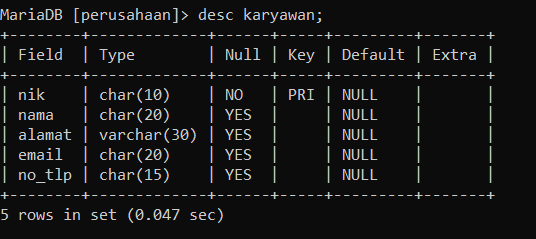 MariaDB [perusahaan]> desc karyawan;
+--------+-------------+------+-----+---------+-------+
| Field  | Type        | Null | Key | Default | Extra |
+--------+-------------+------+-----+---------+-------+
| nik    | char(10)    | NO   | PRI | NULL    |       |
| nama   | char(20)    | YES  |     | NULL    |       |
| alamat | varchar(30) | YES  |     | NULL    |       |
| email  | char(20)    | YES  |     | NULL    |       |
| no_tlp | char(15)    | YES  |     | NULL    |       |
+--------+-------------+------+-----+---------+-------+
5 rows in set (0.047 sec)